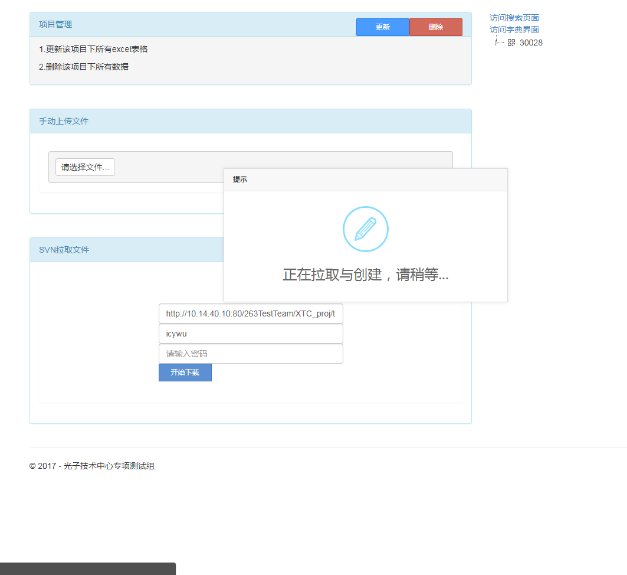 项目管理
更新
删除
1.更新该项目下所有excel表格
2.删除该项目下所有数据
访问搜索页面
访问字典界面
30028
手动上传文件
请选择文件...
提示
正在拉取与创建，请稍等...
SVN拉取文件
http://10.14.40.10:80/263TestTeam/XTC_proj/t
icywu
请输入密码
开始下载
© 2017 - 光子技术中心专项测试组